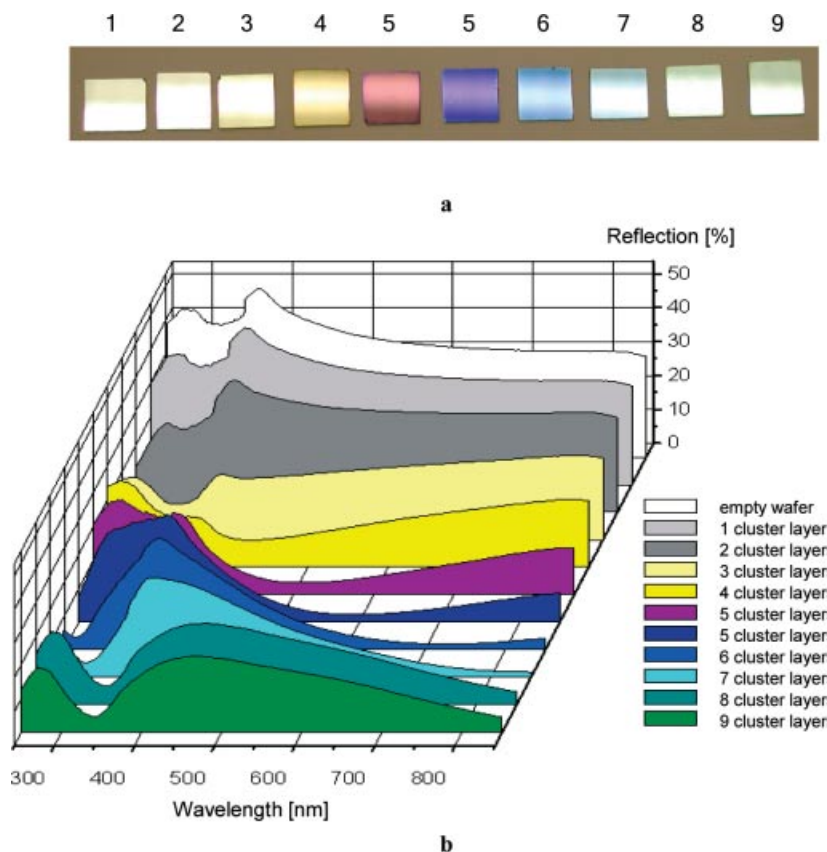 1 2 3 4 5 5 6 7 8 9
a
Reflection [%]
50
40
30
20
10
0
empty wafer
1 cluster layer
2 cluster layer
3 cluster layer
4 cluster layer
5 cluster layer
5 cluster layer
6 cluster layer
7 cluster layer
8 cluster layer
9 cluster layer
300 400 500 600 700 800
Wavelength [nm]
b